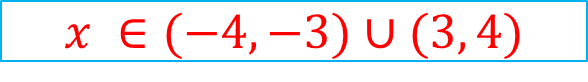 x ∈ (−4, −3) ∪ (3, 4)